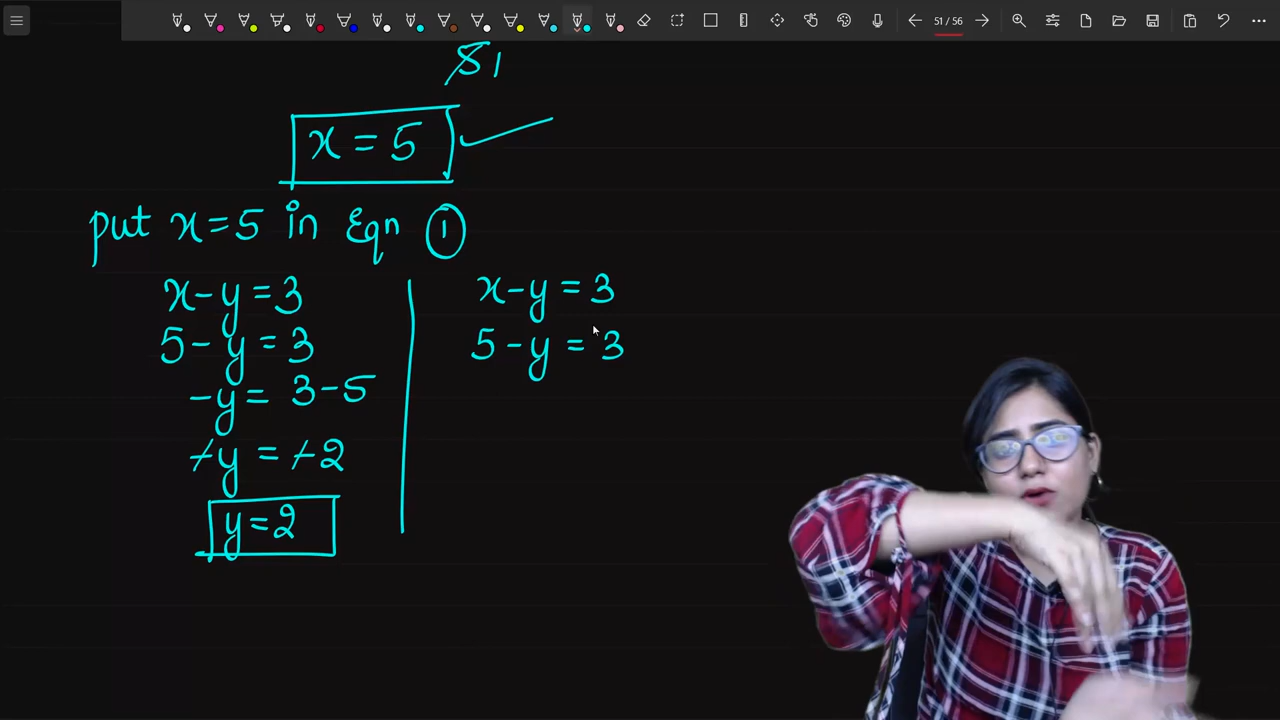 51 / 56
81
x = 5
put x = 5 in Eqn ①
x - y = 3
5 - y = 3
-y = 3 - 5
-y = -2
y = 2
x - y = 3
5 - y = 3